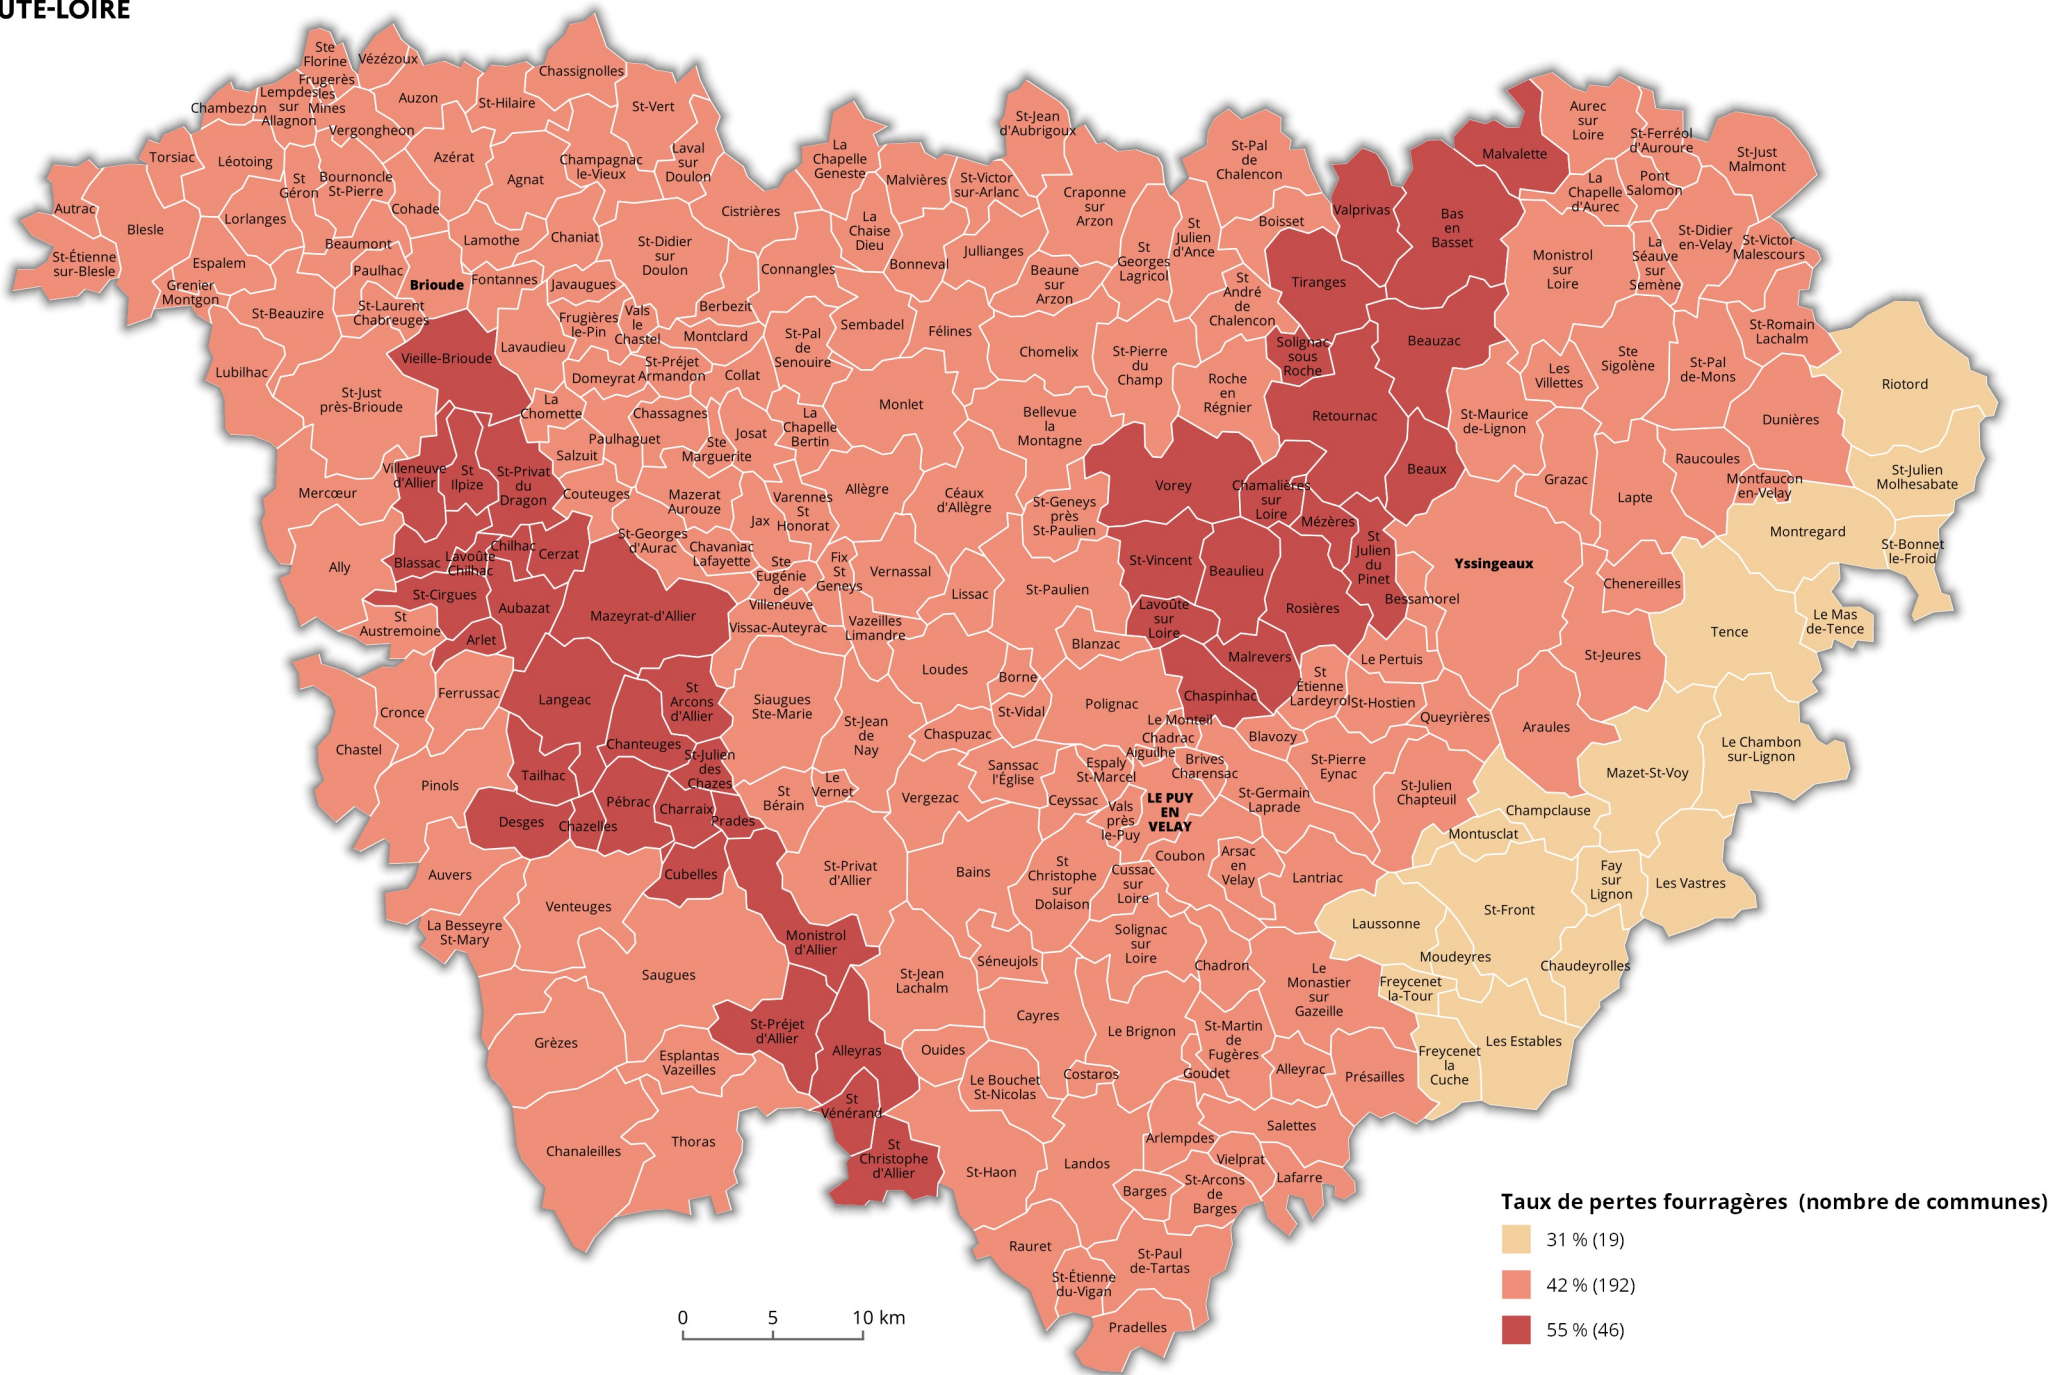 UTE-LOIRE
Ste
Florine
Vézézoux
Frugerès
les
Mines
Lempdes
sur
Allagnon
Chambezon
Auzon
St-Hilaire
Chassignolles
St-Vert
Vergongheon
Torsiac
Léotoing
St
Géron
Bournoncle
St-Pierre
Azérat
Agnat
Champagnac
le-Vieux
Laval
sur
Doulon
Autrac
Blesle
Lorlanges
Cohade
Beaumont
Lamothe
Chaniat
St-Didier
sur
Doulon
Cistrières
La
Chapelle
Geneste
Malvières
St-Victor
sur-Arlanc
St-Jean
d'Aubrigoux
Craponne
sur
Arzon
La
Chaise
Dieu
Jullianges
Bonneval
Beaune
sur
Arzon
St
Georges
Lagricol
St
Julien
d'Ance
St-Pal
de
Chalencon
Boisset
Valprivas
Bas
en
Basset
Malvalette
Aurec
sur
Loire
St-Ferréol
d'Auroure
St-Just
Malmont
La
Chapelle
d'Aurec
Pont
Salomon
Monistrol
sur
Loire
La
Séauve
sur
Semène
St-Didier
en-Velay
St-Victor
Malescours
St-Étienne
sur-Blesle
Espalem
Grenier
Montgon
St-Beauzire
Paulhac
Brioude
Fontannes
St-Laurent
Chabreuges
Javaugues
Frugières
le-Pin
Vals
le
Chastel
Berbezit
Connangles
Montclard
St-Pal
de
Senouire
Sembadel
Félines
Chomelix
St-Pierre
du
Champ
St
André
de
Chalencon
Tiranges
Solignac
sous
Roche
Beauzac
Les
Villettes
Ste
Sigolène
St-Pal
de-Mons
St-Romain
Lachalm
Riotord
Lubilhac
Vieille-Brioude
Lavaudieu
St-Just
près-Brioude
Domeyrat
St-Préjet
Armandon
Collat
La
Chomette
Chassagnes
Paulhaguet
Ste
Marguerite
Josat
La
Chapelle
Bertin
Monlet
Bellevue
la
Montagne
Roche
en
Régnier
Retournac
St-Maurice
de-Lignon
Dunières
Salzuit
Mercœur
Villeneuve
d'Allier
St
Ilpize
St-Privat
du
Dragon
Couteuges
Mazerat
Aurouze
Jax
Varennes
St
Honorat
Allègre
Céaux
d'Allègre
St-Geneys
près
St-Paulien
Vorey
Chamalières
sur
Loire
Mézères
Beaux
Grazac
Lapte
Raucoules
Montfaucon
en-Velay
St-Julien
Molhesabate
Montregard
St-Bonnet
le-Froid
Ally
Blassac
Lavoûte
Chilhac
Chilhac
Cerzat
St-Georges
d'Aurac
Chavaniac
Lafayette
Ste
Eugénie
de
Villeneuve
Fix
St
Geneys
Vernassal
Lissac
St-Paulien
St-Vincent
Beaulieu
St
Julien
du
Pinet
Yssingeaux
Bessamorel
Chenereilles
Tence
Le Mas
de-Tence
St-Cirgues
Aubazat
Mazeyrat-d'Allier
St
Austremoine
Arlet
Vissac-Auteyrac
Vazeilles
Limandre
Lavoûte
sur
Loire
Rosières
Blanzac
Malrevers
Le Pertuis
St-Jeures
Cronce
Ferrussac
Langeac
St
Arcons
d'Allier
Siaugues
Ste-Marie
Loudes
Borne
St-Vidal
Polignac
Chaspinhac
St
Étienne
Lardeyrol
St-Hostien
Queyrières
Araules
Chastel
Pinols
Chanteuges
St-Julien
des
Chazes
St-Jean
de
Nay
Chaspuzac
Le Monteil
Chadrac
Aiguilhe
Blavozy
Mazet-St-Voy
Le Chambon
sur-Lignon
Tailhac
Le
Vernet
St
Bérain
Vergezac
Sanssac
l'Église
Espaly
St-Marcel
Brives
Charensac
St-Pierre
Eynac
St-Julien
Chapteuil
Champclause
Desges
Chazelles
Pébrac
Charraix
Prades
Ceyssac
Vals
près
le-Puy
LE PUY
EN
VELAY
St-Germain
Laprade
Montusclat
Auvers
Cubelles
St-Privat
d'Allier
Bains
St
Christophe
sur
Dolaison
Cussac
sur
Loire
Coubon
Arsac
en
Velay
Lantriac
Fay
sur
Lignon
Les Vastres
Venteuges
La Besseyre
St-Mary
Monistrol
d'Allier
Laussonne
St-Front
Solignac
sur
Loire
Saugues
St-Jean
Lachalm
Séneujols
Chadron
Le
Monastier
sur
Gazeille
Moudeyres
Freycenet
la-Tour
Chaudeyrolles
Grèzes
Esplantas
Vazeilles
St-Préjet
d'Allier
Alleyras
Ouides
Cayres
Le Brignon
St-Martin
de
Fugères
Goudet
Alleyrac
Présailles
Freycenet
la
Cuche
Les Estables
Costaros
Le Bouchet
St-Nicolas
St
Vénérand
Chanaleilles
Thoras
St
Christophe
d'Allier
St-Haon
Landos
Arlempdes
Salettes
Vielprat
Lafarre
Barges
St-Arcons
de
Barges
Rauret
St-Étienne
du-Vigan
St-Paul
de-Tartas
Pradelles
0 5 10 km
Taux de pertes fourragères (nombre de communes)
31 % (19)
42 % (192)
55 % (46)